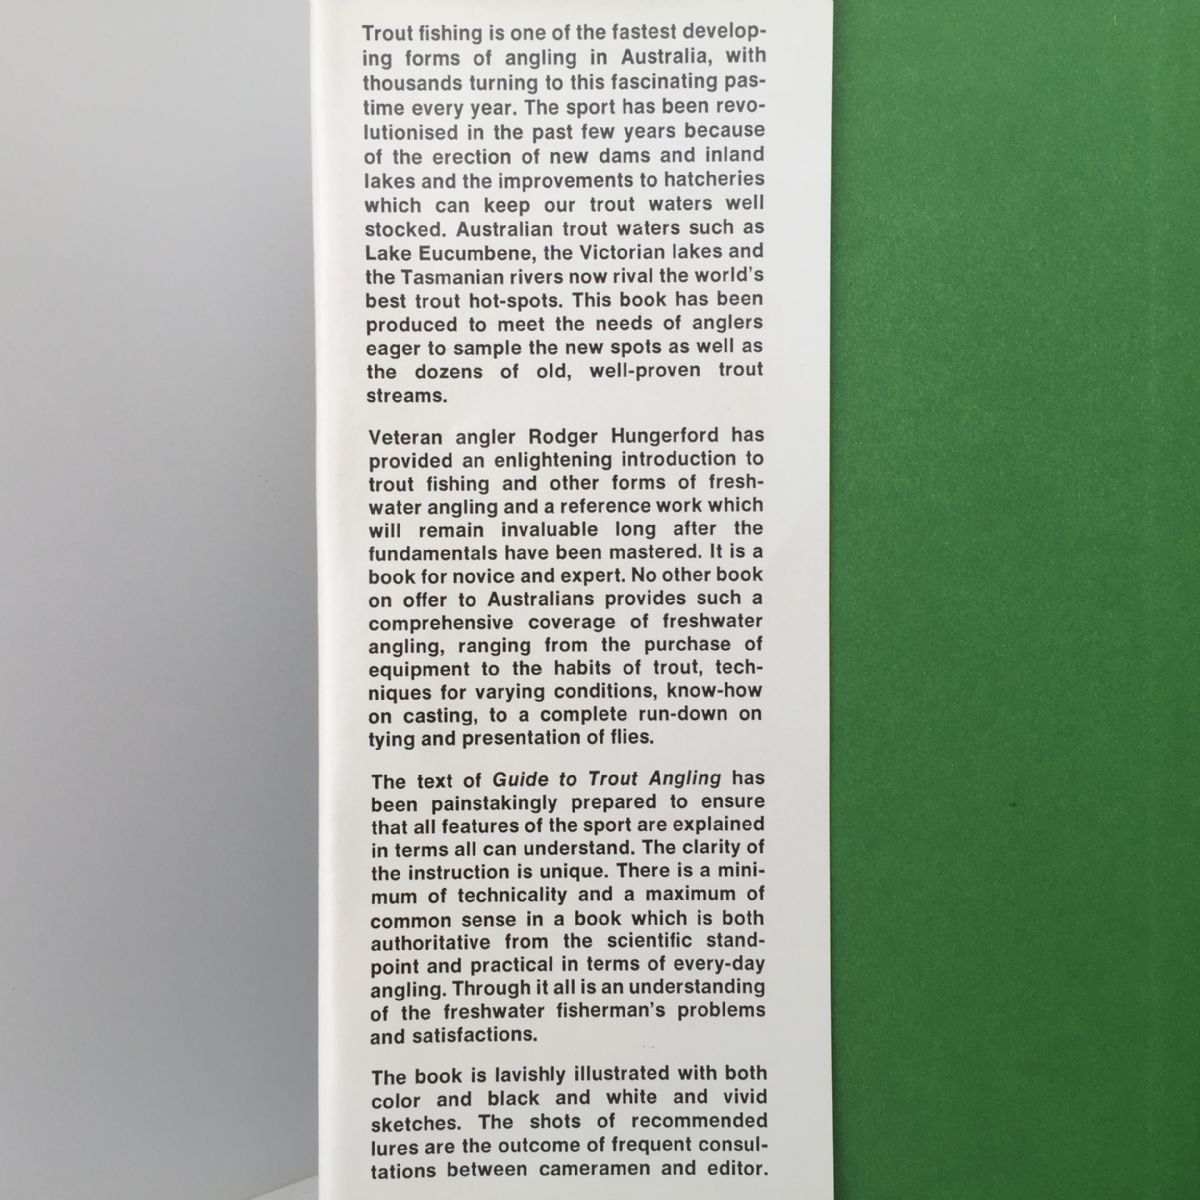 Trout fishing is one of the fastest develop-
ing forms of angling in Australia, with
thousands turning to this fascinating pas-
time every year. The sport has been revo-
lutionised in the past few years because
of the erection of new dams and inland
lakes and the improvements to hatcheries
which can keep our trout waters well
stocked. Australian trout waters such as
Lake Eucumbene, the Victorian lakes and
the Tasmanian rivers now rival the world's
best trout hot-spots. This book has been
produced to meet the needs of anglers
eager to sample the new spots as well as
the dozens of old, well-proven trout
streams.
Veteran angler Rodger Hungerford has
provided an enlightening introduction to
trout fishing and other forms of fresh-
water angling and a reference work which
will remain invaluable long after the
fundamentals have been mastered. It is a
book for novice and expert. No other book
on offer to Australians provides such a
comprehensive coverage of freshwater
angling, ranging from the purchase of
equipment to the habits of trout, tech-
niques for varying conditions, know-how
on casting, to a complete run-down on
tying and presentation of flies.
The text of Guide to Trout Angling has
been painstakingly prepared to ensure
that all features of the sport are explained
in terms all can understand. The clarity of
the instruction is unique. There is a mini-
mum of technicality and a maximum of
common sense in a book which is both
authoritative from the scientific stand-
point and practical in terms of every-day
angling. Through it all is an understanding
of the freshwater fisherman's problems
and satisfactions.
The book is lavishly illustrated with both
color and black and white and vivid
sketches. The shots of recommended
lures are the outcome of frequent consul-
tations between cameramen and editor.